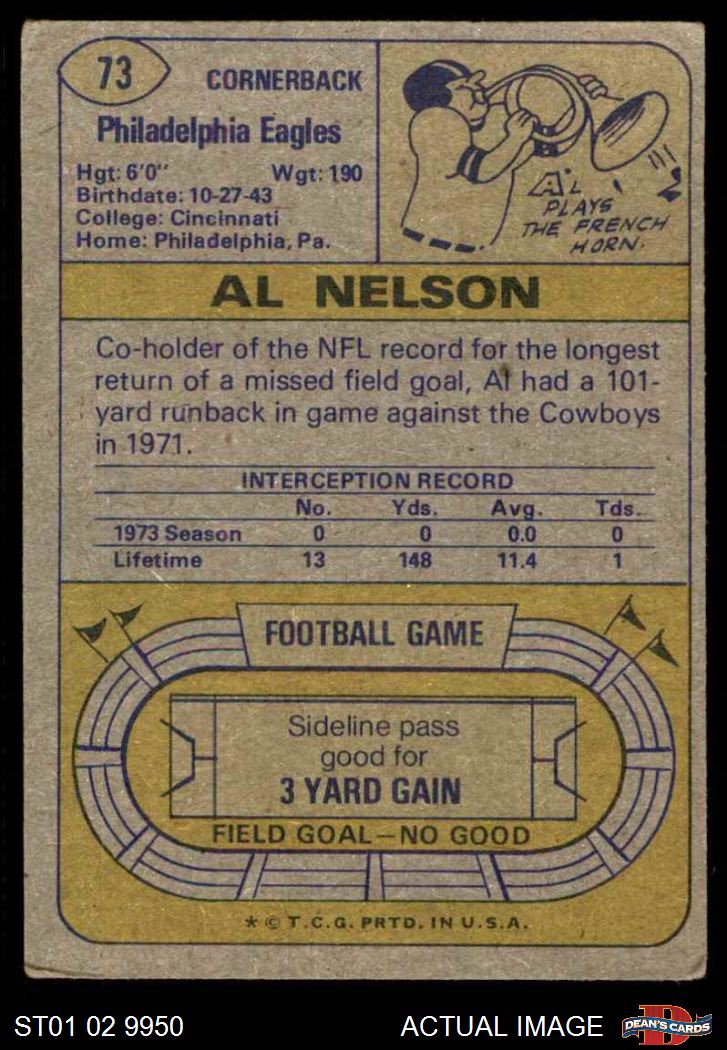 73
CORNERBACK
Philadelphia Eagles
Hgt: 6'0" Wgt: 190
Birthdate: 10-27-43
College: Cincinnati
Home: Philadelphia, Pa.
AL
PLAYS
THE FRENCH
HORN.
AL NELSON
Co-holder of the NFL record for the longest
return of a missed field goal, Al had a 101-
yard runback in game against the Cowboys
in 1971.
INTERCEPTION RECORD
No. Yds. Avg. Tds.
1973 Season 0 0 0.0 0
Lifetime 13 148 11.4 1
FOOTBALL GAME
Sideline pass
good for
3 YARD GAIN
FIELD GOAL—NO GOOD
* © T.C.G. PRTD. IN U.S.A.
ST01 02 9950 ACTUAL IMAGE
D
DEAN'S CARDS